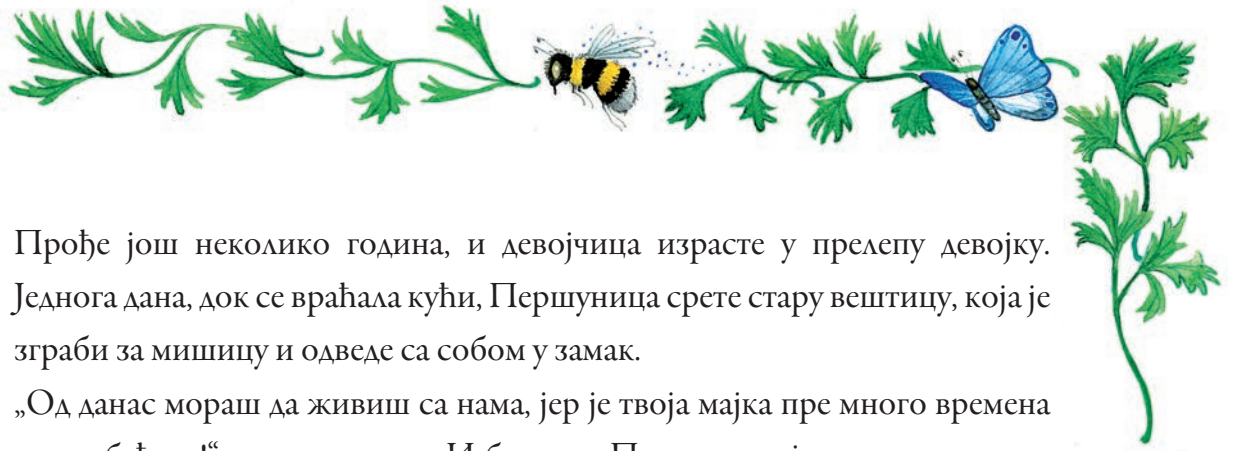 Прође још неколико година, и девојчица израсте у прелепу девојку.
Једнога дана, док се враћала кући, Першуница срете стару вештицу, која је
зграби за мишицу и одведе са собом у замак.
„Од данас мораш да живиш са нама, јер је твоја мајка пре много времена